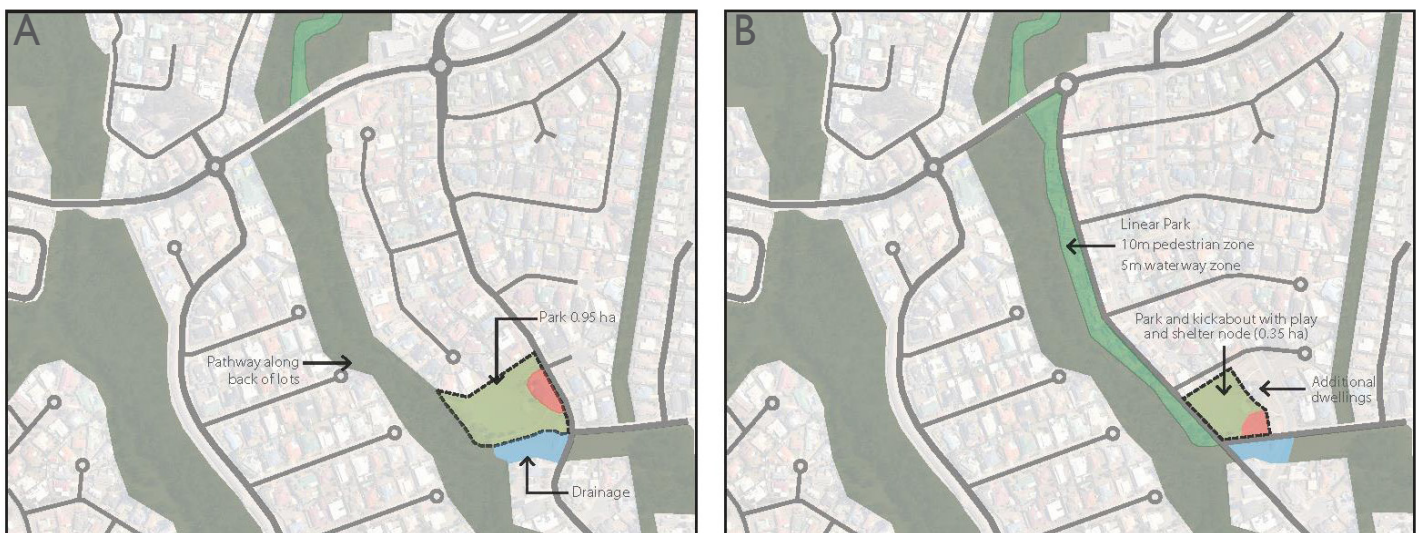 A
Park 0.95 ha
Pathway along
back of lots
Drainage
B
Linear Park
10m pedestrian zone
5m waterway zone
Park and kickabout with play
and shelter node (0.35 ha)
Additional
dwellings